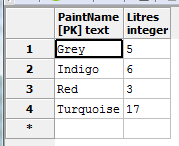 PaintName Litres
[PK] text integer
1 Grey 5
2 Indigo 6
3 Red 3
4 Turquoise 17
*